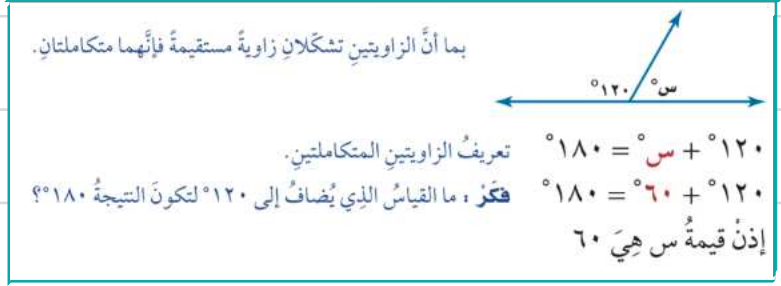 بما أنَّ الزاويتينِ تشكّلانِ زاويةً مستقيمةً فإنَّهما متكاملتانِ.
١٢٠° س°
١٢٠° + س° = ١٨٠° تعريفُ الزاويتينِ المتكاملتينِ.
١٢٠° + ٦٠° = ١٨٠° فكّرْ : ما القياسُ الذِي يُضافُ إلى ١٢٠° لتكونَ النتيجةُ ١٨٠°؟
إذنْ قيمةُ س هِيَ ٦٠